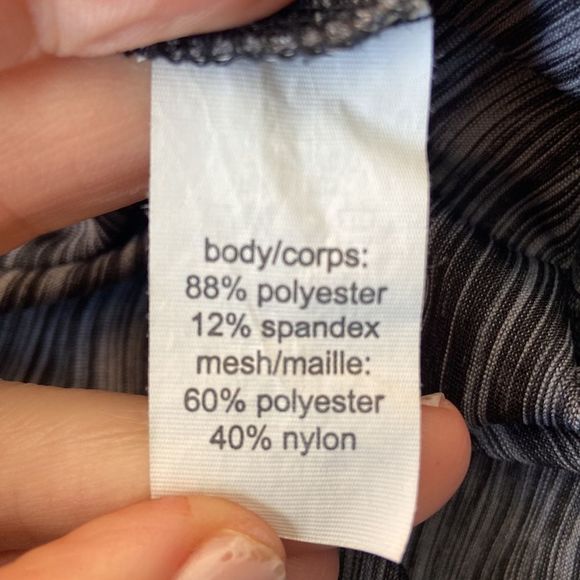 body/corps:
88% polyester
12% spandex
mesh/maille:
60% polyester
40% nylon